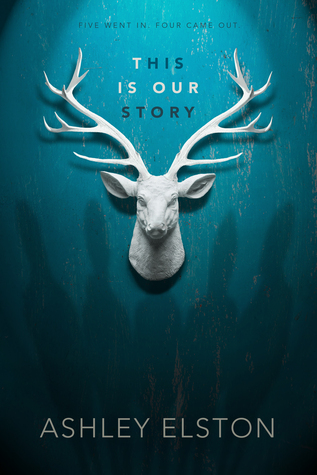 FIVE WENT IN. FOUR CAME OUT.
THIS
IS OUR
STORY
ASHLEY ELSTON